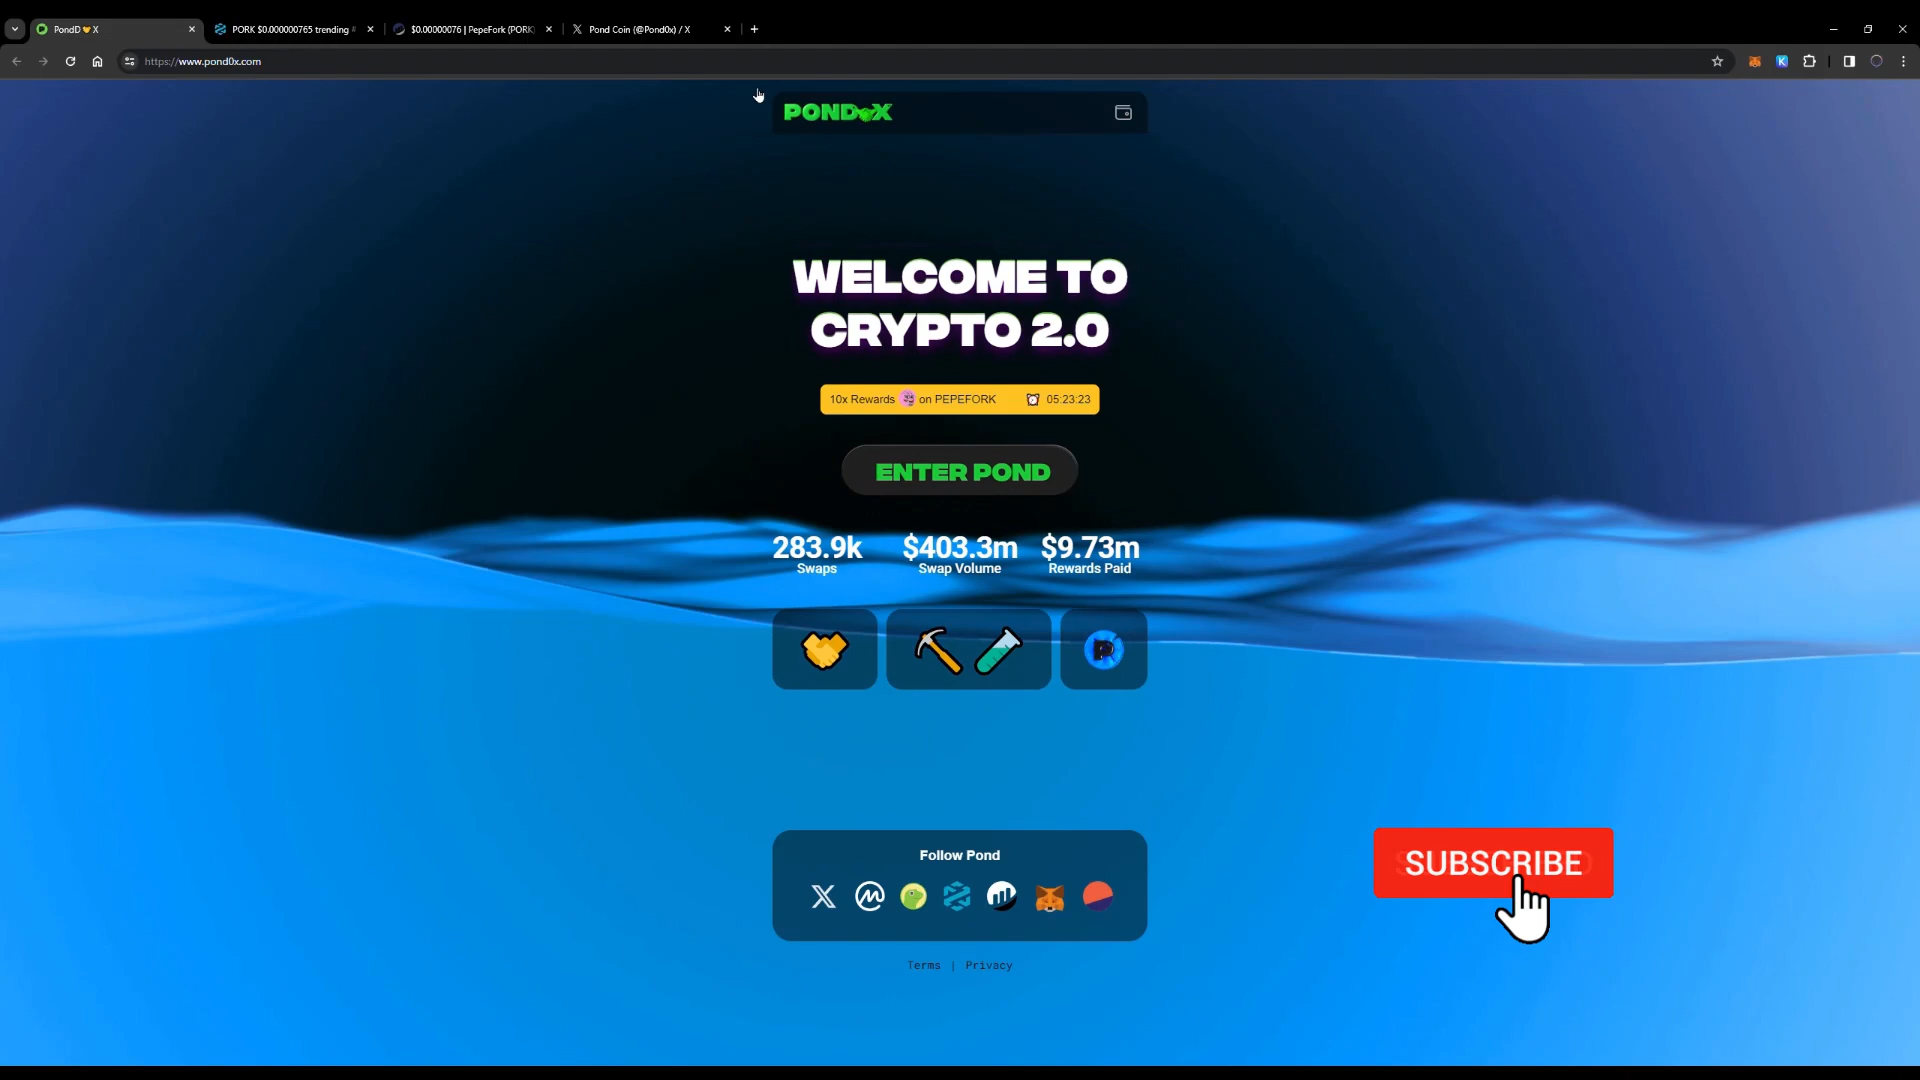 PondD X
PORK $0.000000765 trending
$0.00000076 | PepeFork (PORK)
Pond Coin (@Pond0x) / X
https://www.pond0x.com
POND X
WELCOME TO
CRYPTO 2.0
10x Rewards on PEPEFORK 05:23:23
ENTER POND
283.9k $403.3m $9.73m
Swaps Swap Volume Rewards Paid
Follow Pond
SUBSCRIBE
Terms | Privacy